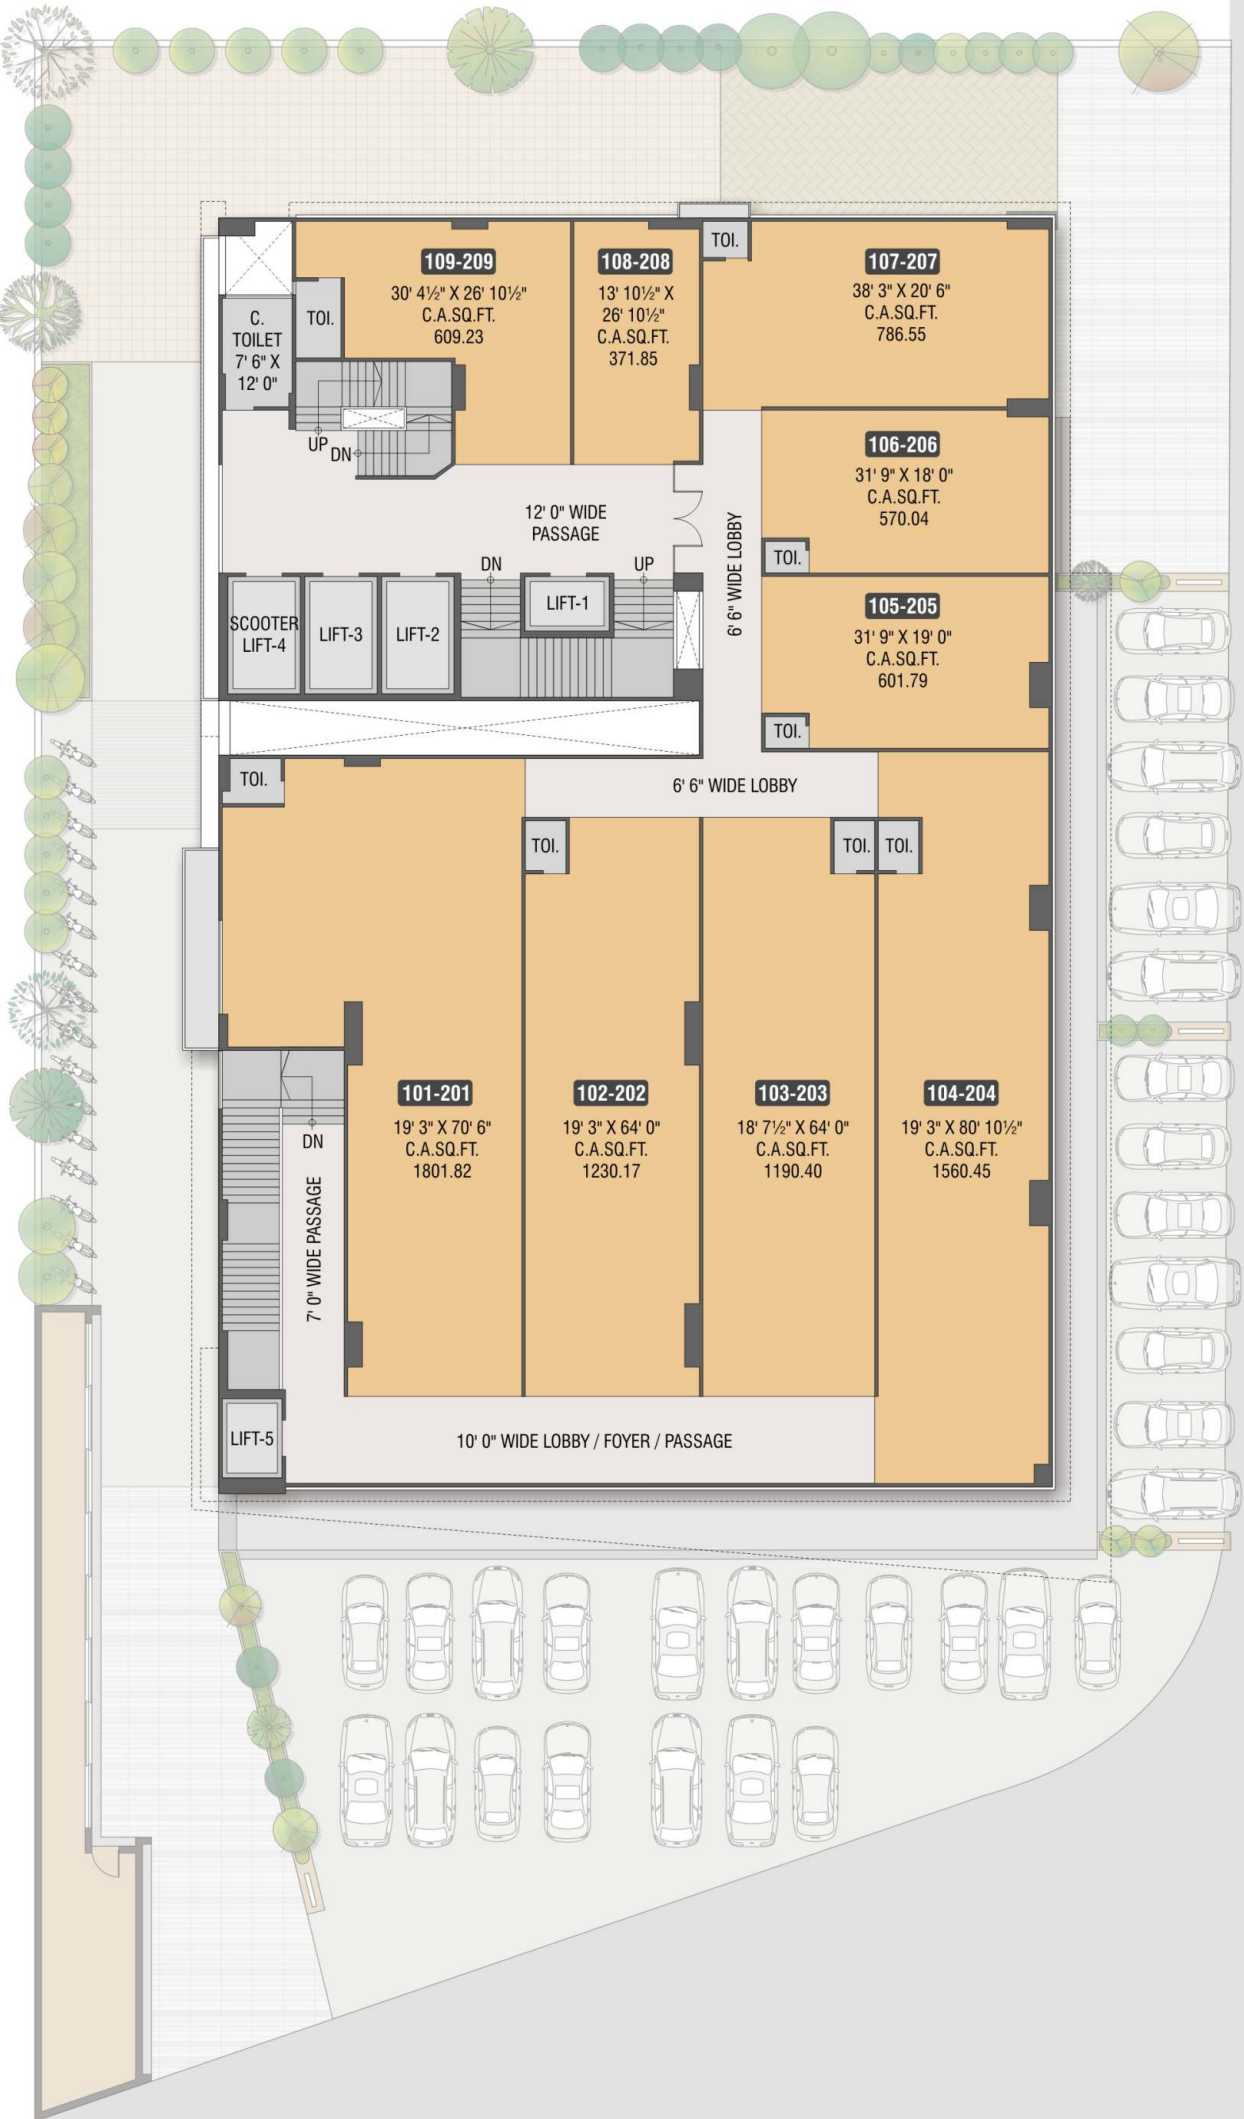 109-209
30' 4½" X 26' 10½"
C.A.SQ.FT.
609.23
108-208
13' 10½" X
26' 10½"
C.A.SQ.FT.
371.85
TOI.
107-207
38' 3" X 20' 6"
C.A.SQ.FT.
786.55
C.
TOILET
7' 6" X
12' 0"
TOI.
UP
DN
106-206
31' 9" X 18' 0"
C.A.SQ.FT.
570.04
TOI.
12' 0" WIDE
PASSAGE
6' 6" WIDE LOBBY
DN
UP
SCOOTER
LIFT-4
LIFT-3
LIFT-2
LIFT-1
105-205
31' 9" X 19' 0"
C.A.SQ.FT.
601.79
TOI.
TOI.
6' 6" WIDE LOBBY
TOI.
TOI.
TOI.
101-201
19' 3" X 70' 6"
C.A.SQ.FT.
1801.82
102-202
19' 3" X 64' 0"
C.A.SQ.FT.
1230.17
103-203
18' 7½" X 64' 0"
C.A.SQ.FT.
1190.40
104-204
19' 3" X 80' 10½"
C.A.SQ.FT.
1560.45
DN
7' 0" WIDE PASSAGE
LIFT-5
10' 0" WIDE LOBBY / FOYER / PASSAGE